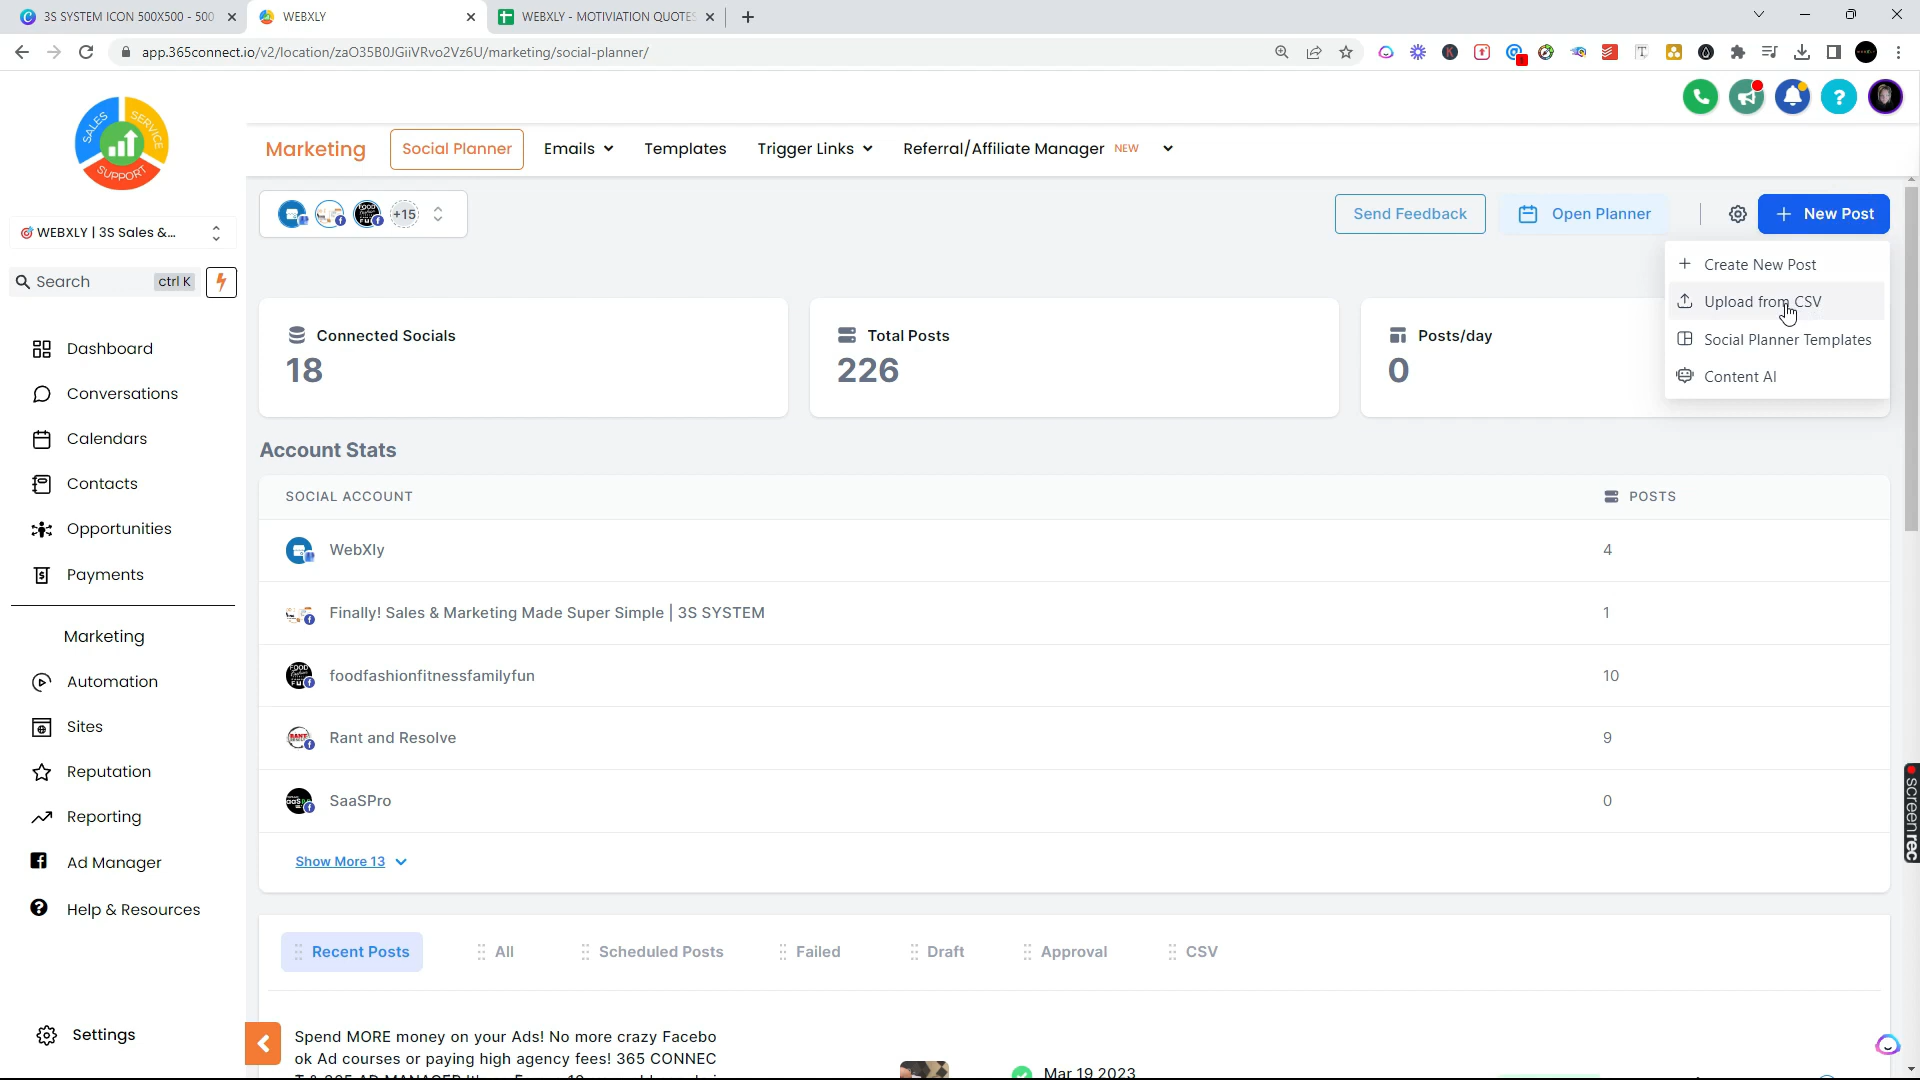 3S SYSTEM ICON 500X500 - 500
WEBXLY
WEBXLY - MOTIVIATION QUOTES
app.365connect.io/v2/location/zaO35B0JGiiVRvo2Vz6U/marketing/social-planner/
SALES
SERVICE
SUPPORT
WEBXLY | 3S Sales &...
Search
ctrl K
Dashboard
Conversations
Calendars
Contacts
Opportunities
Payments
Marketing
Automation
Sites
Reputation
Reporting
Ad Manager
Help & Resources
Settings
Marketing
Social Planner
Emails
Templates
Trigger Links
Referral/Affiliate Manager NEW
+15
Send Feedback
Open Planner
New Post
Create New Post
Upload from CSV
Social Planner Templates
Content AI
Connected Socials
18
Total Posts
226
Posts/day
0
Account Stats
SOCIAL ACCOUNT
POSTS
WebXly
4
Finally! Sales & Marketing Made Super Simple | 3S SYSTEM
1
foodfashionfitnessfamilyfun
10
Rant and Resolve
9
SaaSPro
0
Show More 13
Recent Posts
All
Scheduled Posts
Failed
Draft
Approval
CSV
Spend MORE money on your Ads! No more crazy Facebo
ok Ad courses or paying high agency fees! 365 CONNEC
Mar 19 2023
screenrec